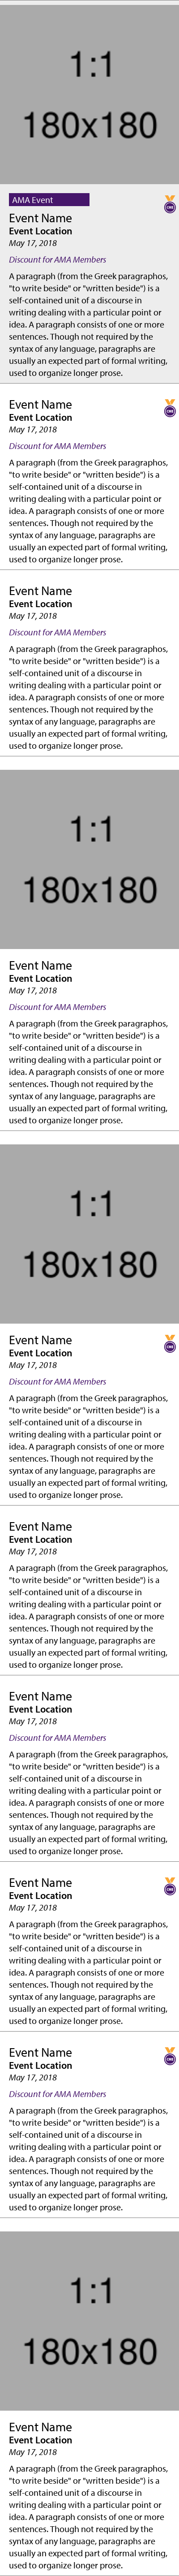 1:1
180x180
AMA Event
CME
Event Name
Event Location
May 17, 2018
Discount for AMA Members
A paragraph (from the Greek paragraphos,
"to write beside" or "written beside") is a
self-contained unit of a discourse in
writing dealing with a particular point or
idea. A paragraph consists of one or more
sentences. Though not required by the
syntax of any language, paragraphs are
usually an expected part of formal writing,
used to organize longer prose.
Event Name
CME
Event Location
May 17, 2018
Discount for AMA Members
A paragraph (from the Greek paragraphos,
"to write beside" or "written beside") is a
self-contained unit of a discourse in
writing dealing with a particular point or
idea. A paragraph consists of one or more
sentences. Though not required by the
syntax of any language, paragraphs are
usually an expected part of formal writing,
used to organize longer prose.
Event Name
Event Location
May 17, 2018
Discount for AMA Members
A paragraph (from the Greek paragraphos,
"to write beside" or "written beside") is a
self-contained unit of a discourse in
writing dealing with a particular point or
idea. A paragraph consists of one or more
sentences. Though not required by the
syntax of any language, paragraphs are
usually an expected part of formal writing,
used to organize longer prose.
1:1
180x180
Event Name
Event Location
May 17, 2018
Discount for AMA Members
A paragraph (from the Greek paragraphos,
"to write beside" or "written beside") is a
self-contained unit of a discourse in
writing dealing with a particular point or
idea. A paragraph consists of one or more
sentences. Though not required by the
syntax of any language, paragraphs are
usually an expected part of formal writing,
used to organize longer prose.
1:1
180x180
Event Name
CME
Event Location
May 17, 2018
Discount for AMA Members
A paragraph (from the Greek paragraphos,
"to write beside" or "written beside") is a
self-contained unit of a discourse in
writing dealing with a particular point or
idea. A paragraph consists of one or more
sentences. Though not required by the
syntax of any language, paragraphs are
usually an expected part of formal writing,
used to organize longer prose.
Event Name
Event Location
May 17, 2018
A paragraph (from the Greek paragraphos,
"to write beside" or "written beside") is a
self-contained unit of a discourse in
writing dealing with a particular point or
idea. A paragraph consists of one or more
sentences. Though not required by the
syntax of any language, paragraphs are
usually an expected part of formal writing,
used to organize longer prose.
Event Name
Event Location
May 17, 2018
Discount for AMA Members
A paragraph (from the Greek paragraphos,
"to write beside" or "written beside") is a
self-contained unit of a discourse in
writing dealing with a particular point or
idea. A paragraph consists of one or more
sentences. Though not required by the
syntax of any language, paragraphs are
usually an expected part of formal writing,
used to organize longer prose.
Event Name
CME
Event Location
May 17, 2018
A paragraph (from the Greek paragraphos,
"to write beside" or "written beside") is a
self-contained unit of a discourse in
writing dealing with a particular point or
idea. A paragraph consists of one or more
sentences. Though not required by the
syntax of any language, paragraphs are
usually an expected part of formal writing,
used to organize longer prose.
Event Name
CME
Event Location
May 17, 2018
Discount for AMA Members
A paragraph (from the Greek paragraphos,
"to write beside" or "written beside") is a
self-contained unit of a discourse in
writing dealing with a particular point or
idea. A paragraph consists of one or more
sentences. Though not required by the
syntax of any language, paragraphs are
usually an expected part of formal writing,
used to organize longer prose.
1:1
180x180
Event Name
Event Location
May 17, 2018
A paragraph (from the Greek paragraphos,
"to write beside" or "written beside") is a
self-contained unit of a discourse in
writing dealing with a particular point or
idea. A paragraph consists of one or more
sentences. Though not required by the
syntax of any language, paragraphs are
usually an expected part of formal writing,
used to organize longer prose.